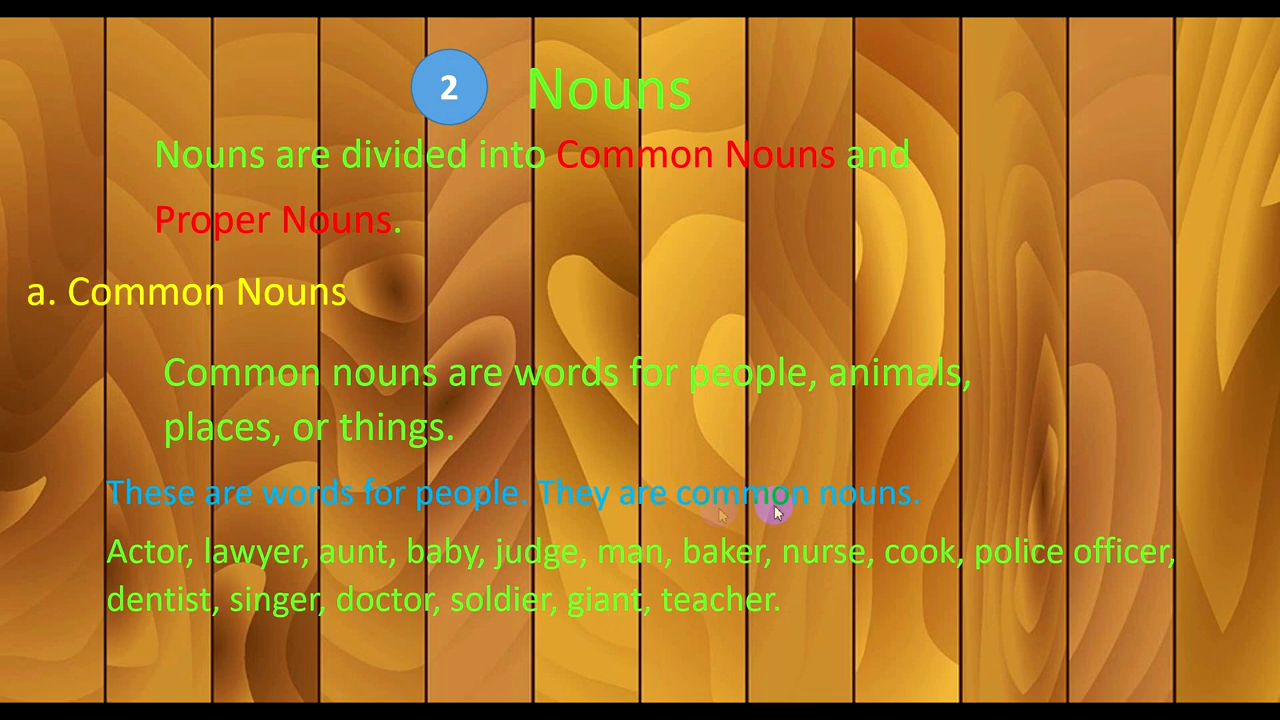 2 Nouns
Nouns are divided into Common Nouns and
Proper Nouns.
a. Common Nouns
Common nouns are words for people, animals,
places, or things.
These are words for people. They are common nouns.
Actor, lawyer, aunt, baby, judge, man, baker, nurse, cook, police officer,
dentist, singer, doctor, soldier, giant, teacher.